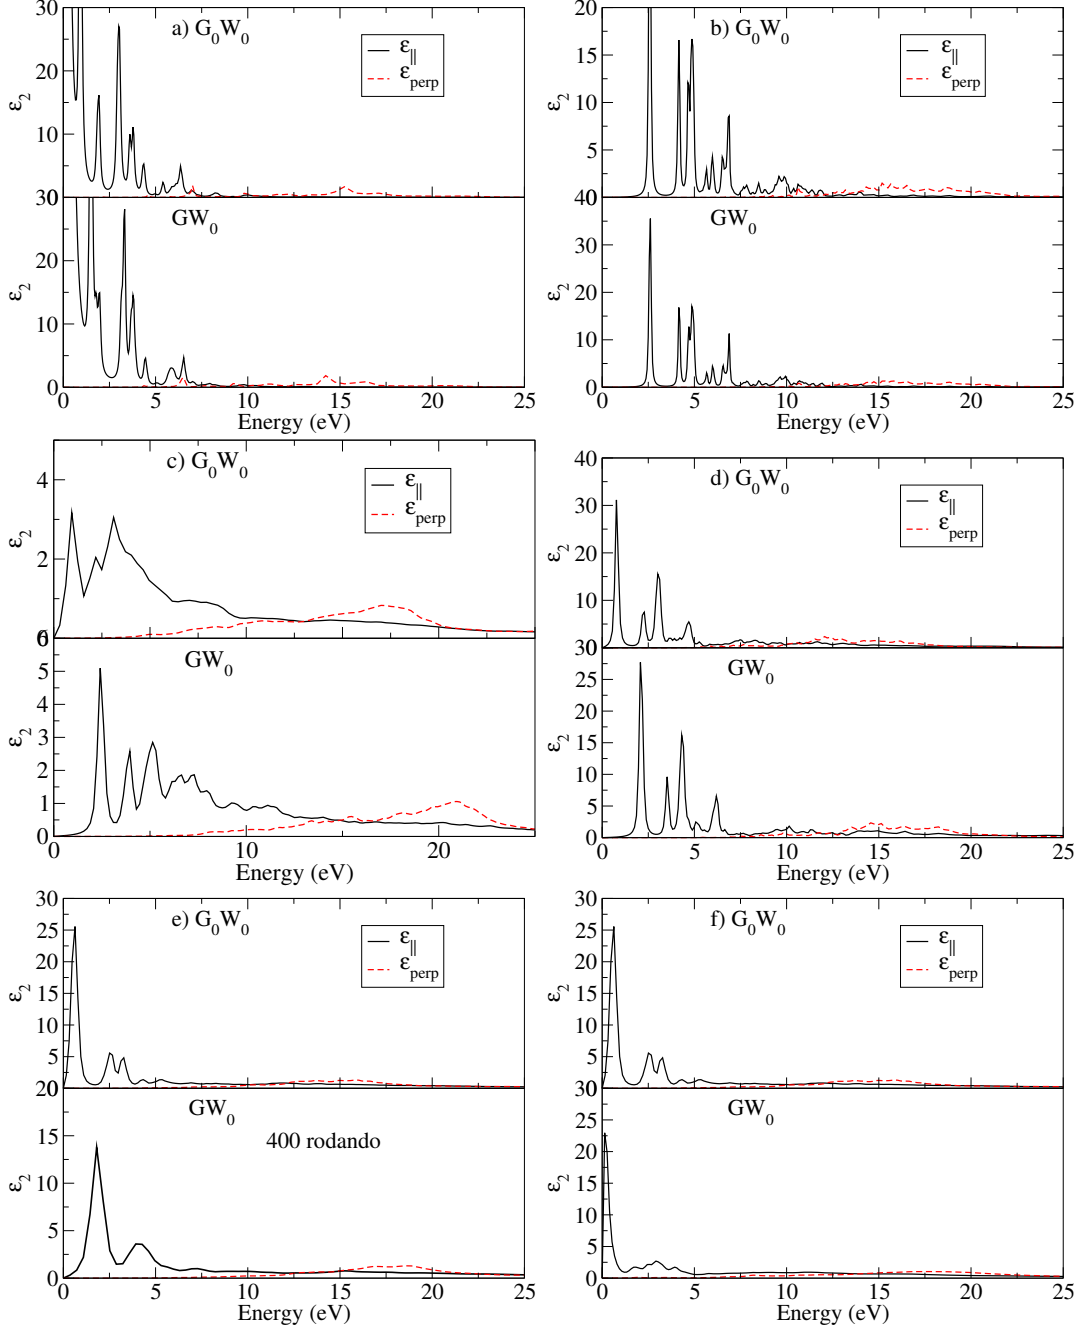 a) G₀W₀
ε||
εperp
30
20
10
30
ε₂
GW₀
20
10
0
ε₂
0 5 10 15 20 25
Energy (eV)
b) G₀W₀
ε||
εperp
20
15
10
5
40
ε₂
GW₀
30
20
10
0
ε₂
0 5 10 15 20 25
Energy (eV)
c) G₀W₀
ε||
εperp
4
2
ε₂
GW₀
5
4
3
2
1
0
ε₂
0 5 10 15 20
Energy (eV)
d) G₀W₀
ε||
εperp
40
30
20
10
ε₂
GW₀
25
20
15
10
5
0
ε₂
0 5 10 15 20 25
Energy (eV)
e) G₀W₀
ε||
εperp
30
25
20
15
10
5
20
ε₂
GW₀
400 rodando
15
10
5
0
ε₂
0 5 10 15 20 25
Energy (eV)
f) G₀W₀
ε||
εperp
30
25
20
15
10
5
ε₂
GW₀
25
20
15
10
5
0
ε₂
0 5 10 15 20 25
Energy (eV)